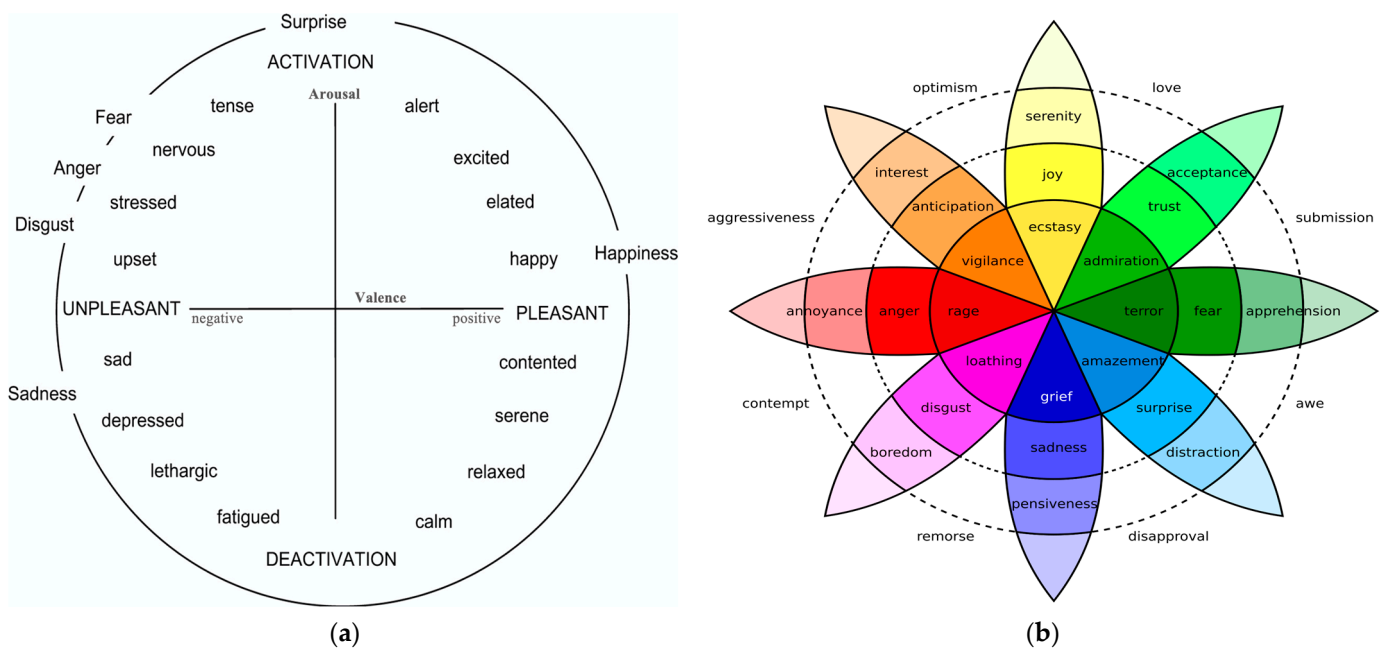 Surprise
ACTIVATION
Arousal
tense
alert
Fear
nervous
excited
Anger
stressed
elated
Disgust
upset
happy
Happiness
UNPLEASANT
Valence
PLEASANT
negative
positive
sad
contented
Sadness
depressed
serene
lethargic
relaxed
fatigued
calm
DEACTIVATION
(a)
optimism
love
serenity
interest
joy
acceptance
anticipation
trust
aggressiveness
ecstasy
submission
vigilance
admiration
annoyance
anger
rage
terror
fear
apprehension
loathing
amazement
contempt
disgust
grief
surprise
awe
boredom
sadness
distraction
pensiveness
remorse
disapproval
(b)